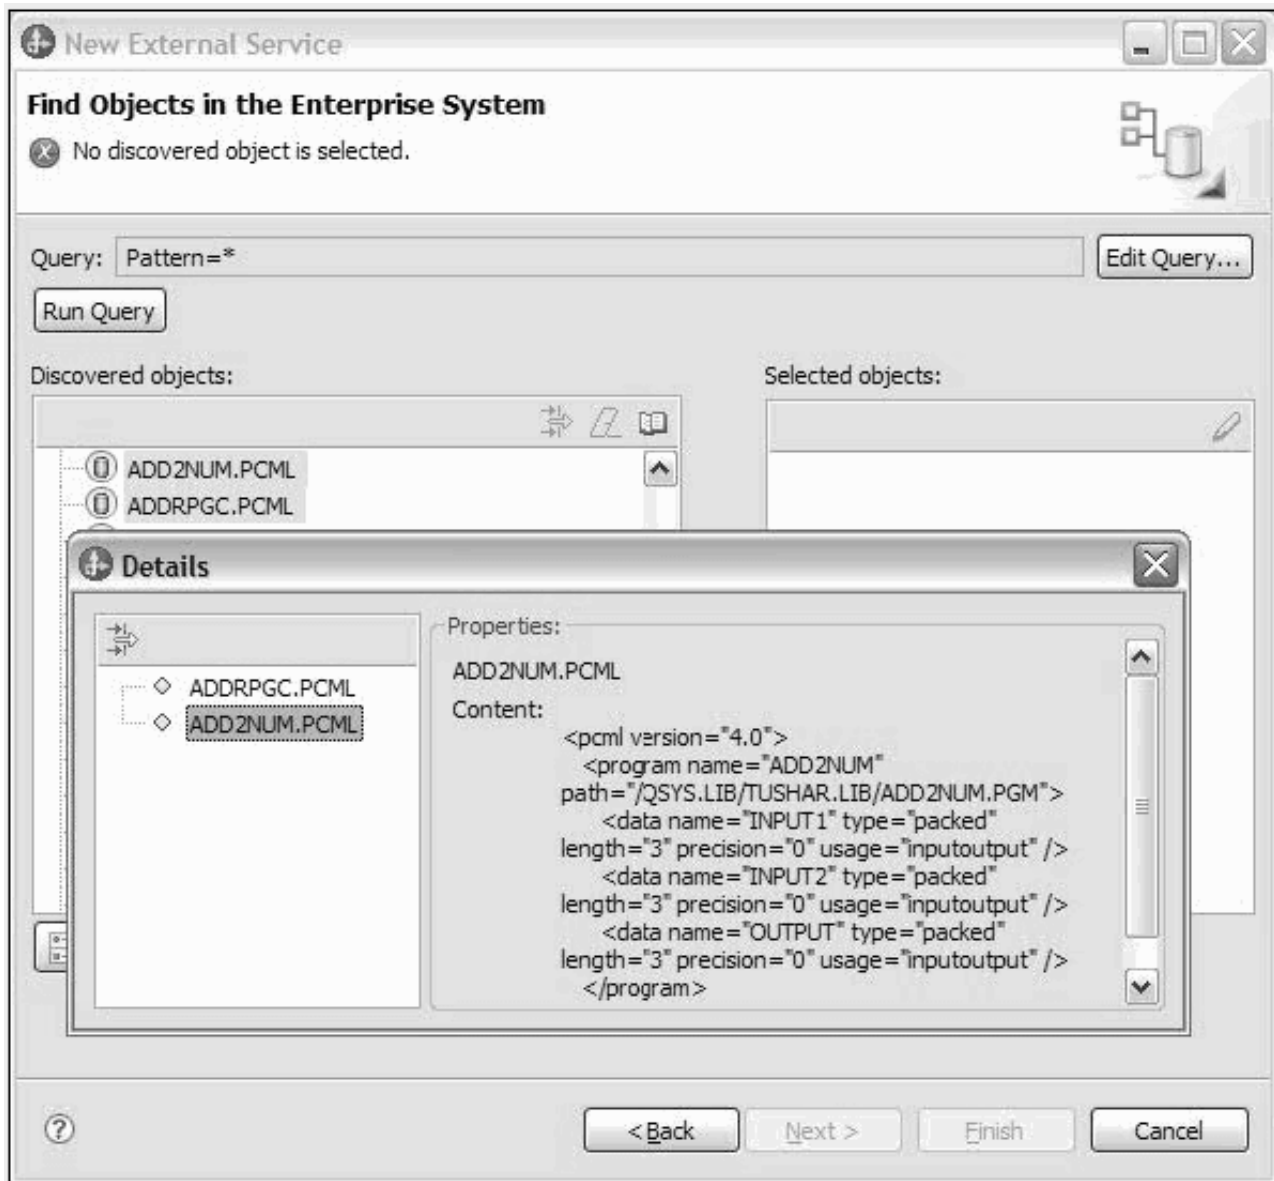 New External Service
Find Objects in the Enterprise System
No discovered object is selected.
Query: Pattern=* Edit Query...
Run Query
Discovered objects: Selected objects:
ADD2NUM.PCML
ADDRPGC.PCML
Details
Properties:
ADDRPGC.PCML
ADD2NUM.PCML
ADD2NUM.PCML
Content:
<pcml version="4.0">
<program name="ADD2NUM"
path="/QSYS.LIB/TUSHAR.LIB/ADD2NUM.PGM">
<data name="INPUT1" type="packed"
length="3" precision="0" usage="inputoutput" />
<data name="INPUT2" type="packed"
length="3" precision="0" usage="inputoutput" />
<data name="OUTPUT" type="packed"
length="3" precision="0" usage="inputoutput" />
</program>
? < Back Next > Finish Cancel